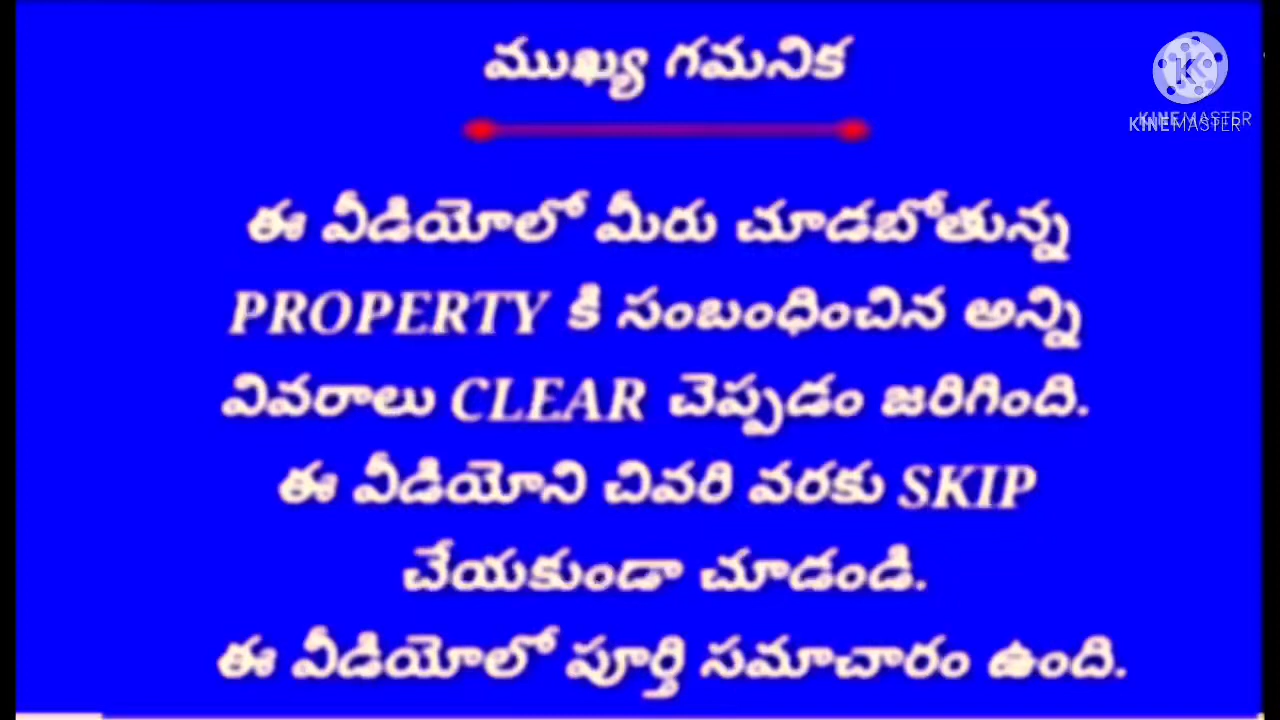 ముఖ్య గమనిక
KINEMASTER
ఈ వీడియోలో మీరు చూడబోతున్న
PROPERTY కి సంబంధించిన అన్ని
వివరాలు CLEAR చెప్పడం జరిగింది.
ఈ వీడియోని చివరి వరకు SKIP
చేయకుండా చూడండి.
ఈ వీడియోలో పూర్తి సమాచారం ఉంది.